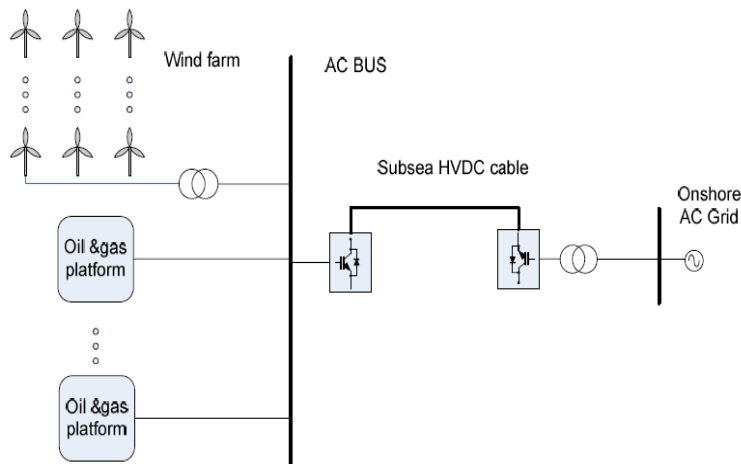 Wind farm
AC BUS
Subsea HVDC cable
Onshore
AC Grid
Oil &gas
platform
Oil &gas
platform